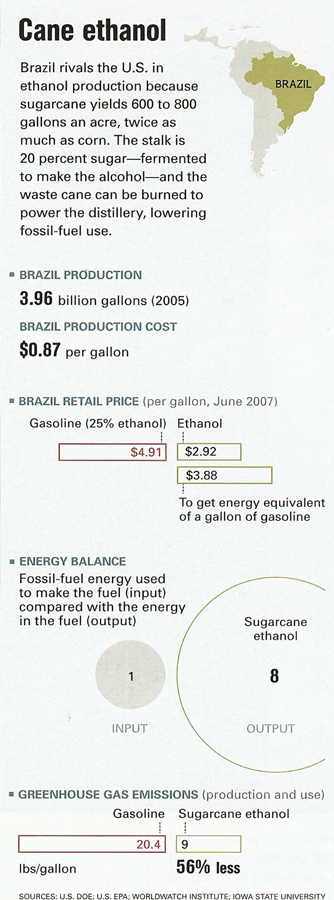 Cane ethanol
Brazil rivals the U.S. in
ethanol production because
sugarcane yields 600 to 800
gallons an acre, twice as
much as corn. The stalk is
20 percent sugar—fermented
to make the alcohol—and the
waste cane can be burned to
power the distillery, lowering
fossil-fuel use.
BRAZIL
BRAZIL PRODUCTION
3.96 billion gallons (2005)
BRAZIL PRODUCTION COST
$0.87 per gallon
BRAZIL RETAIL PRICE (per gallon, June 2007)
Gasoline (25% ethanol) Ethanol
$4.91 $2.92
$3.88
To get energy equivalent
of a gallon of gasoline
ENERGY BALANCE
Fossil-fuel energy used
to make the fuel (input)
compared with the energy
in the fuel (output)
Sugarcane
ethanol
1 8
INPUT OUTPUT
GREENHOUSE GAS EMISSIONS (production and use)
Gasoline Sugarcane ethanol
20.4 9
lbs/gallon 56% less
SOURCES: U.S. DOE; U.S. EPA; WORLDWATCH INSTITUTE; IOWA STATE UNIVERSITY